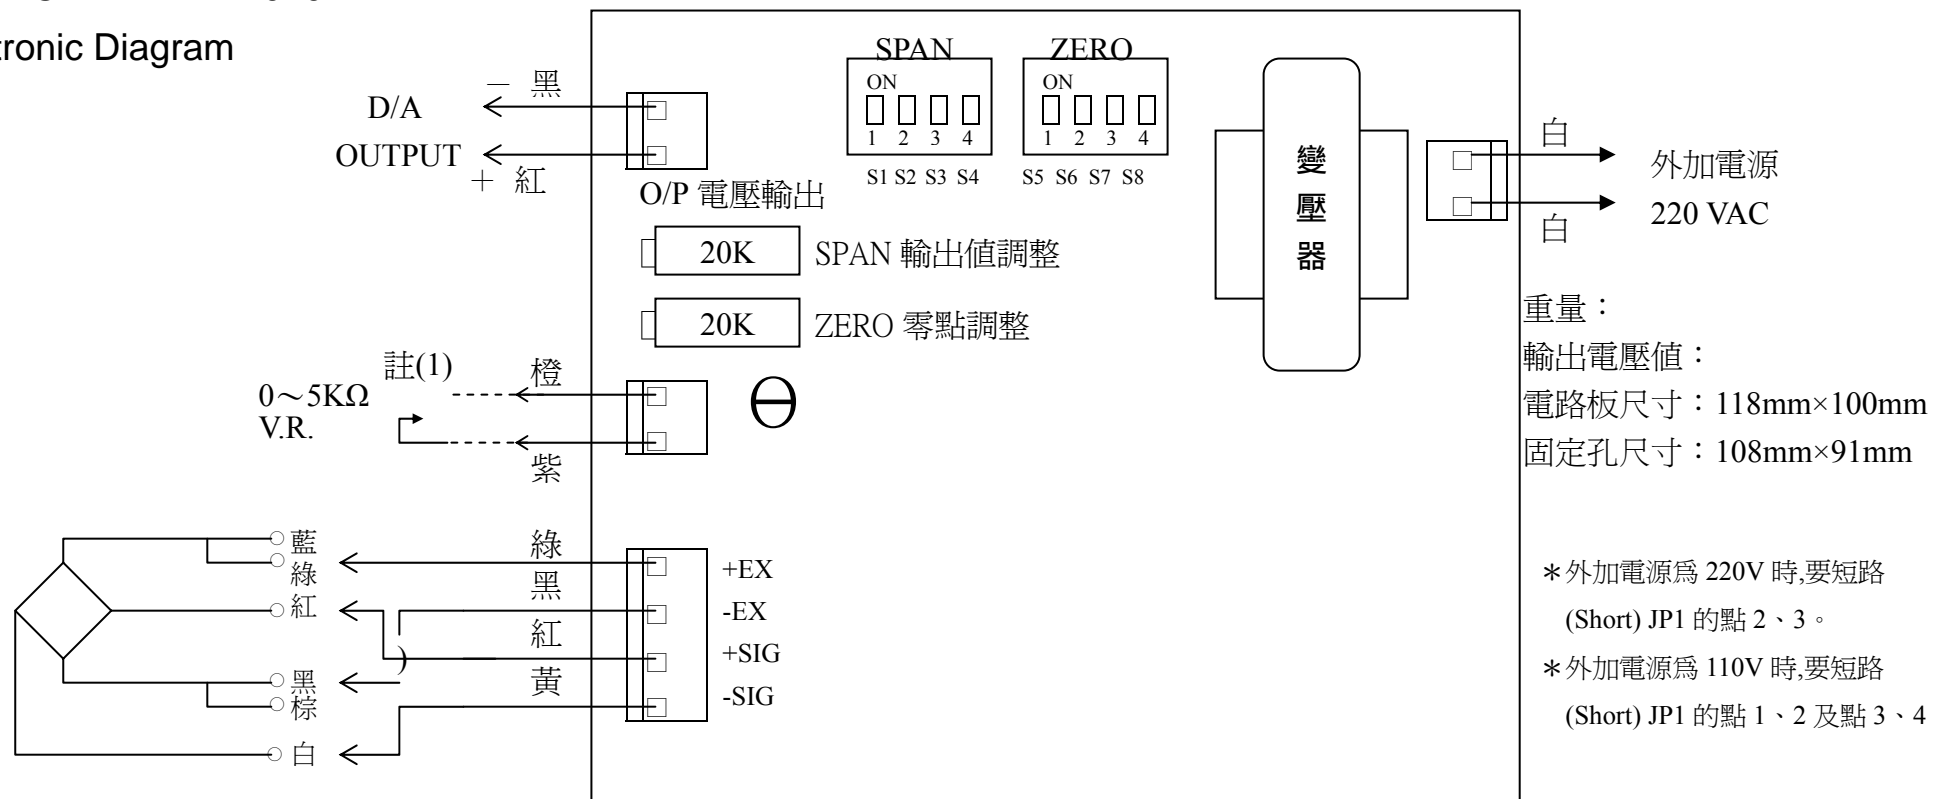 tronic Diagram
SPAN
ON
1 2 3 4
S1 S2 S3 S4
ZERO
ON
1 2 3 4
S5 S6 S7 S8
D/A
OUTPUT
－ 黑
＋ 紅
O/P 電壓輸出
20K
SPAN 輸出值調整
20K
ZERO 零點調整
變
壓
器
白
白
外加電源
220 VAC
重量：
輸出電壓值：
電路板尺寸：118mm×100mm
固定孔尺寸：108mm×91mm
註(1)
0～5KΩ
V.R.
橙
紫
Θ
藍
綠
紅
黑
棕
白
綠
黑
紅
黃
+EX
-EX
+SIG
-SIG
＊外加電源爲 220V 時,要短路
(Short) JP1 的點 2、3。
＊外加電源爲 110V 時,要短路
(Short) JP1 的點 1、2 及點 3、4